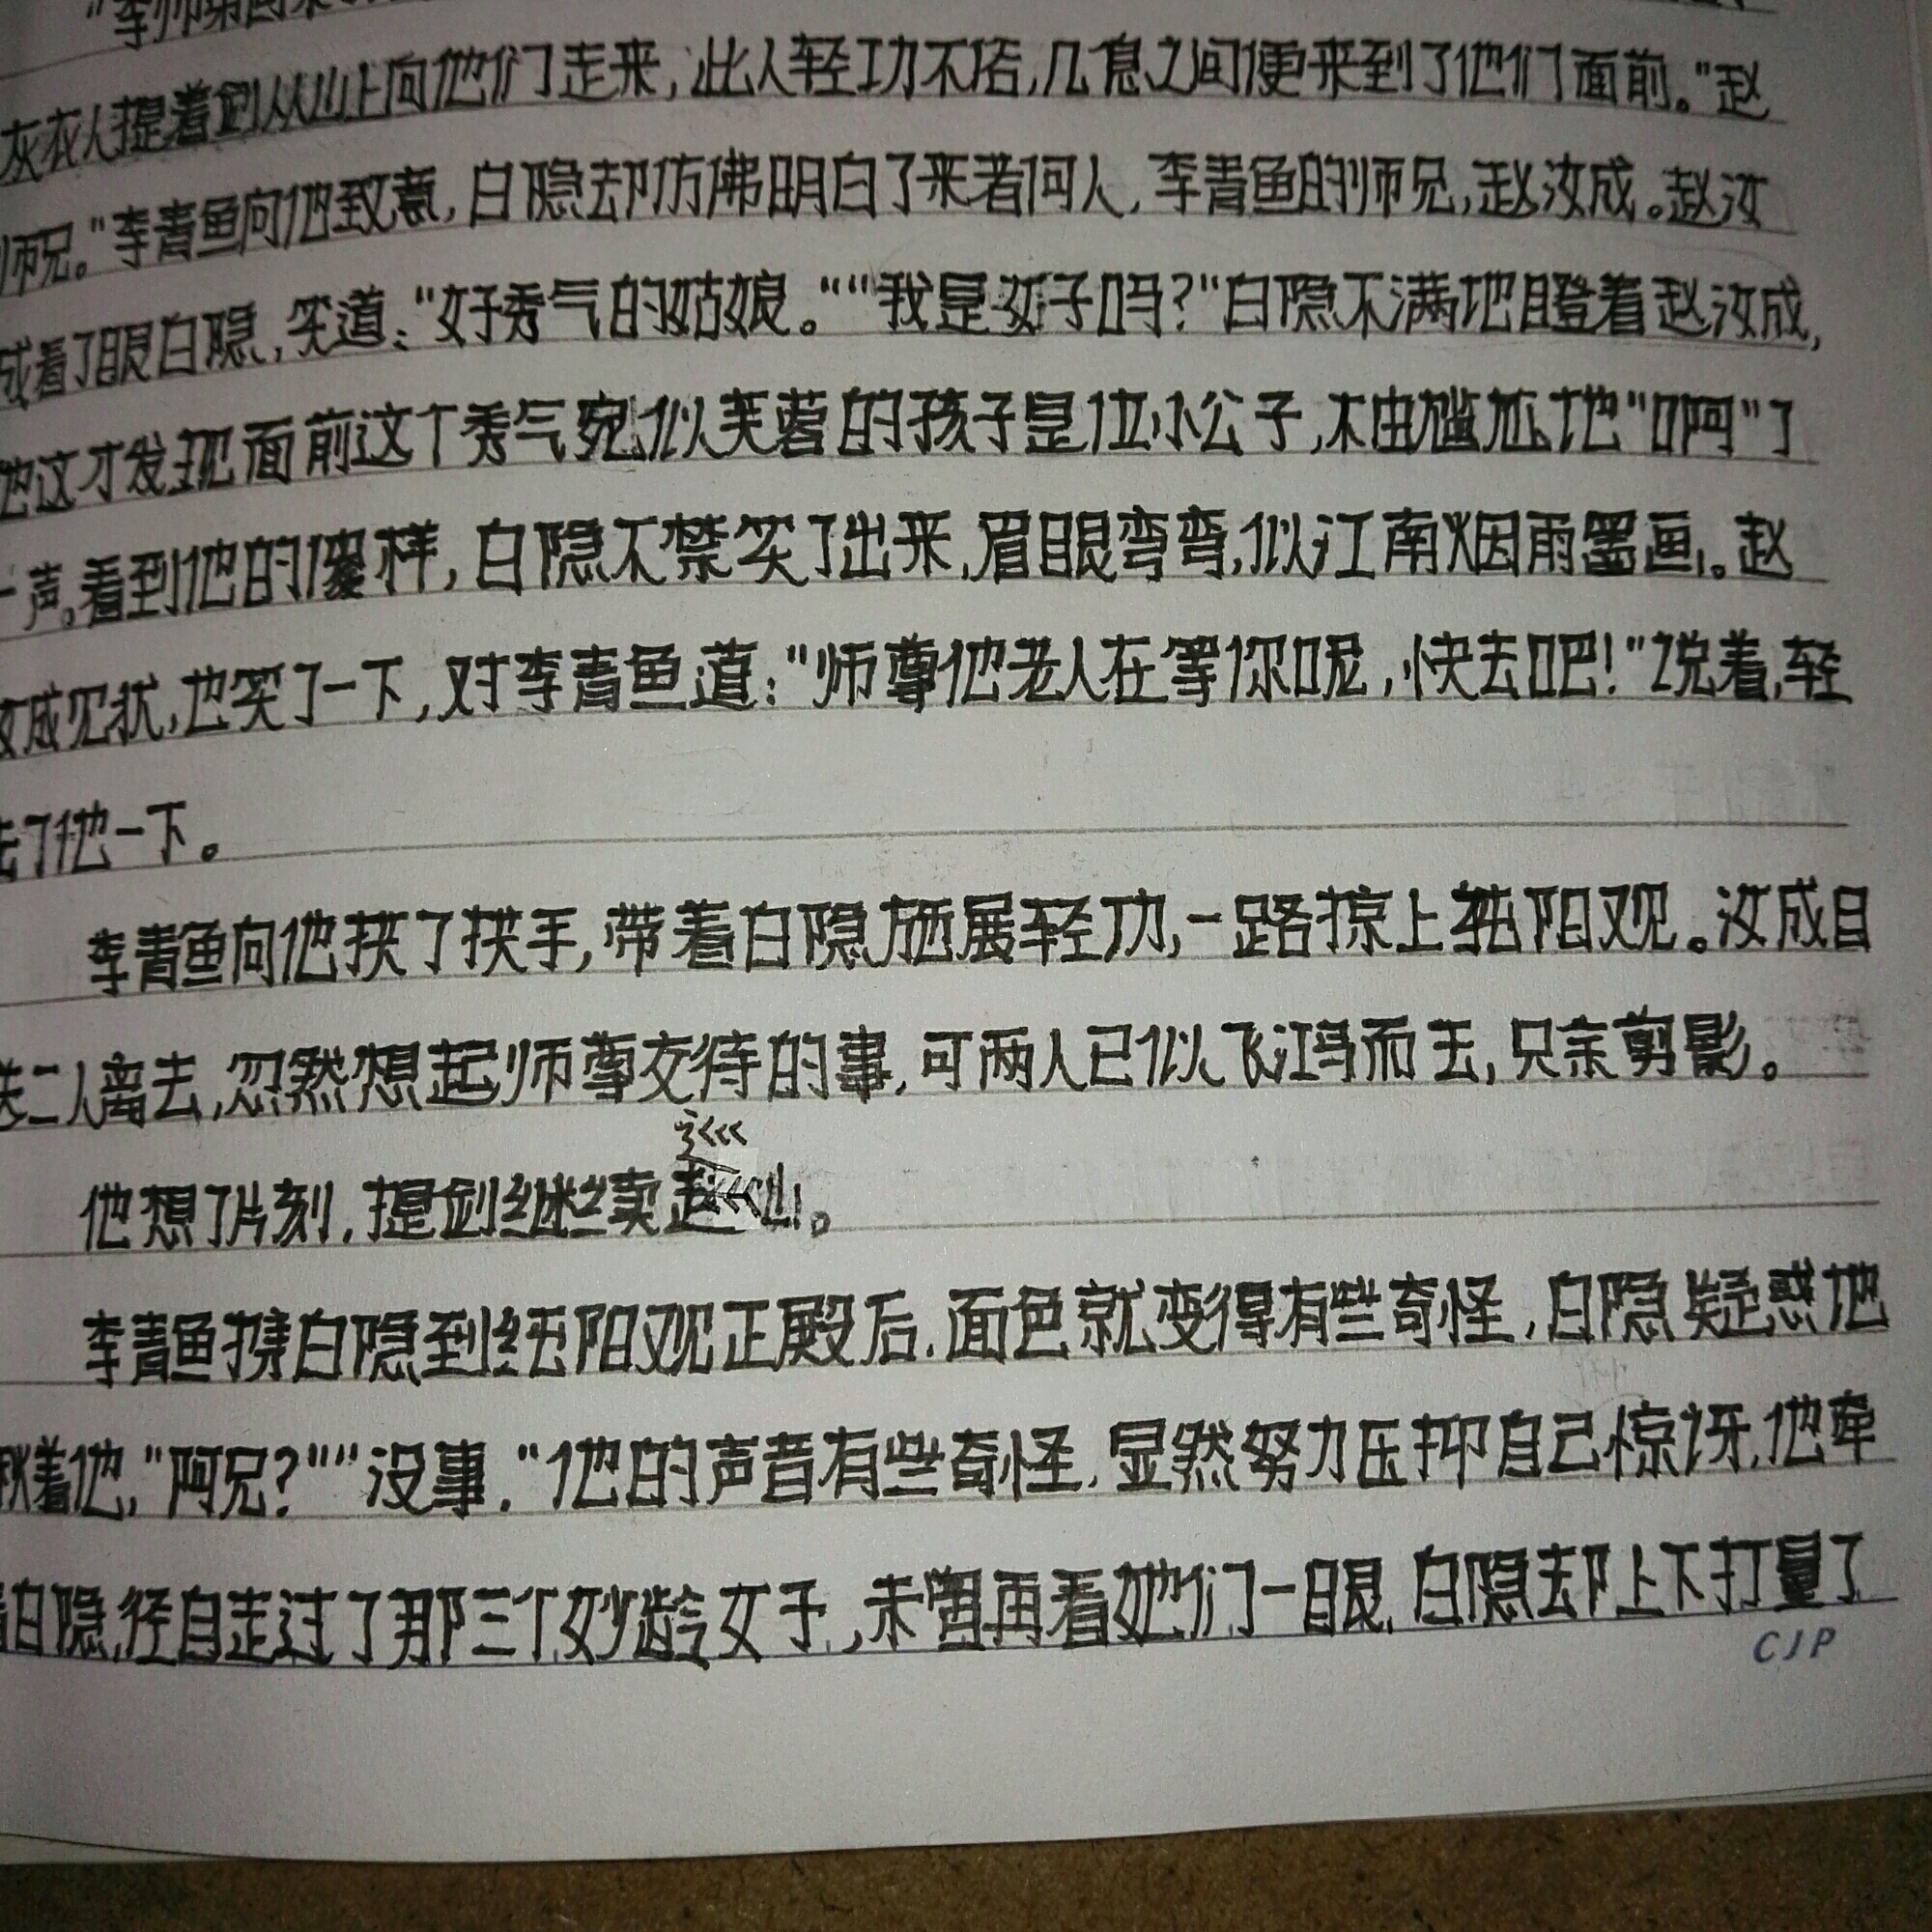 "李师弟回来
灰衣人提着剑从山上向他们走来,此人轻功不俗,几息之间便来到了他们面前。"赵
师兄。"李青鱼向他致意,白隐却仿佛明白了来者何人,李青鱼的师兄,赵汝成。赵汝
成看了眼白隐,笑道:"好秀气的姑娘。""我是女子吗?"白隐不满地瞪着赵汝成,
他这才发现面前这个秀气宛似芙蓉的孩子是位小公子,不由尴尬地"啊"了
一声。看到他的傻样,白隐不禁笑了出来,眉眼弯弯,似江南烟雨墨画。赵
汝成见状,也笑了一下,对李青鱼道:"师尊他老人在等你呢,快去吧!"说着,轻
了他一下。
李青鱼向他拱了拱手,带着白隐施展轻功,一路掠上纯阳观。汝成目
送二人离去,忽然想起师尊交待的事,可两人已似飞鸿而去,只余剪影。
他想了片刻,提剑继续巡山。
李青鱼携白隐到纯阳观正殿后,面色就变得有些奇怪,白隐疑惑地
瞅着他,"阿兄?""没事,"他的声音有些奇怪,显然努力压抑自己惊讶,他牵
着白隐,径自走过了那三个妙龄女子,未曾再看她们一眼,白隐却上下打量了
CJP